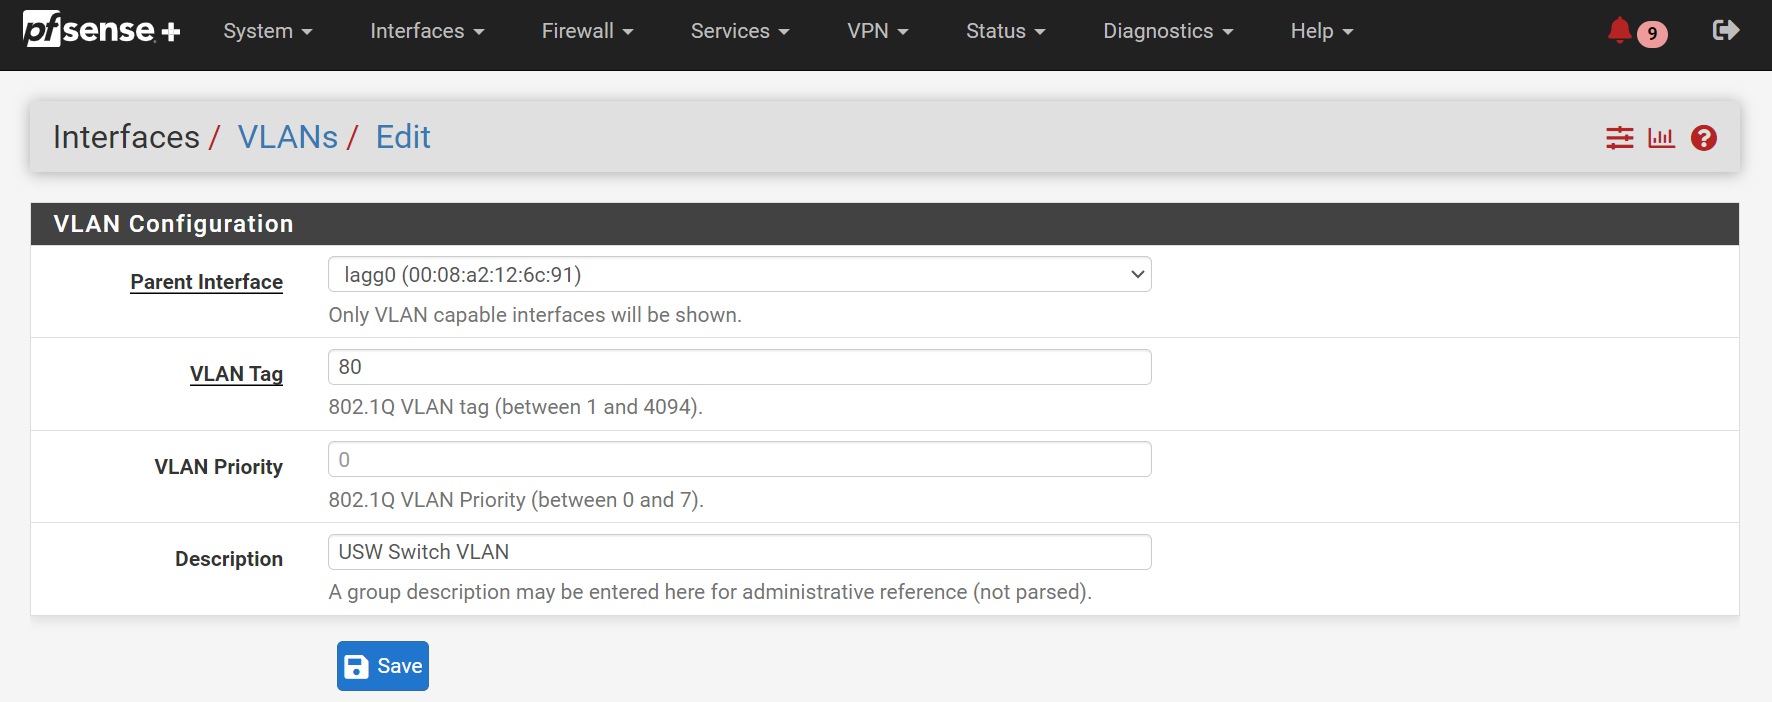 pfsense+ System Interfaces Firewall Services VPN Status Diagnostics Help 9
Interfaces / VLANs / Edit
VLAN Configuration
Parent Interface lagg0 (00:08:a2:12:6c:91)
Only VLAN capable interfaces will be shown.
VLAN Tag 80
802.1Q VLAN tag (between 1 and 4094).
VLAN Priority 0
802.1Q VLAN Priority (between 0 and 7).
Description USW Switch VLAN
A group description may be entered here for administrative reference (not parsed).
Save